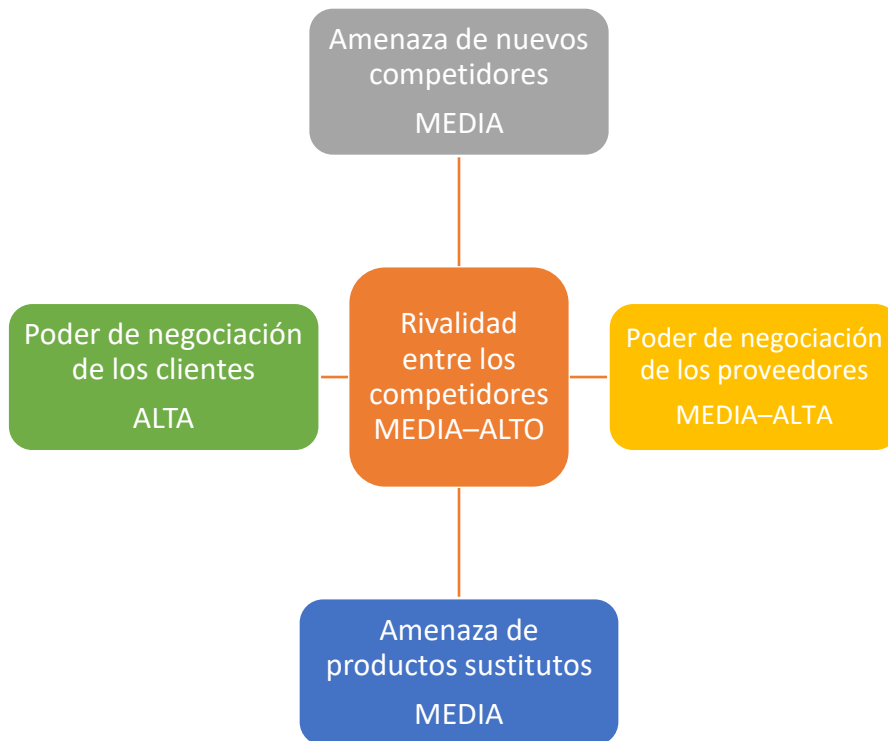 Amenaza de nuevos
competidores
MEDIA
Poder de negociación
de los clientes
ALTA
Rivalidad
entre los
competidores
MEDIA–ALTO
Poder de negociación
de los proveedores
MEDIA–ALTA
Amenaza de
productos sustitutos
MEDIA